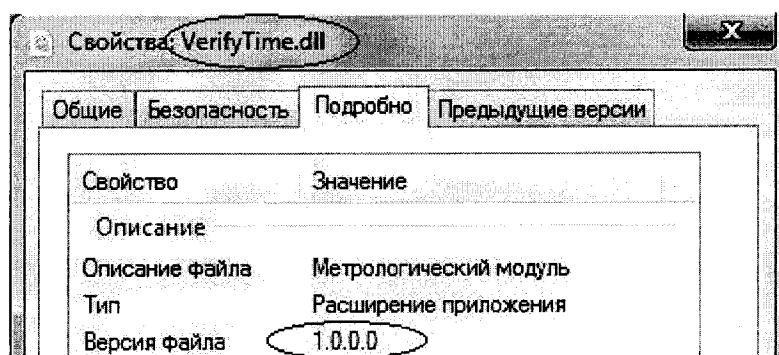 Свойства: VerifyTime.dll
Общие Безопасность Подробно Предыдущие версии
Свойство Значение
Описание
Описание файла Метрологический модуль
Тип Расширение приложения
Версия файла 1.0.0.0